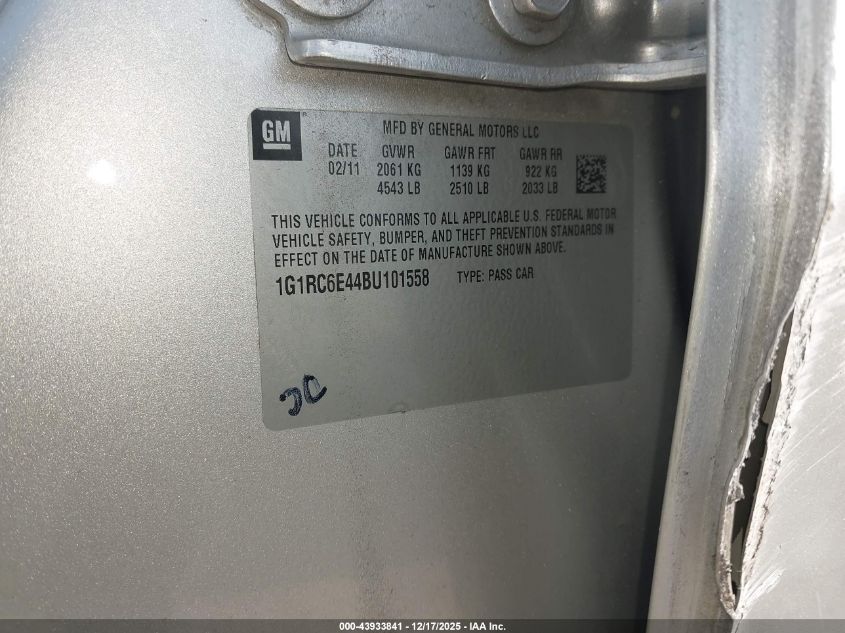 GM
MFD BY GENERAL MOTORS LLC
DATE GVWR GAWR FRT GAWR RR
02/11 2061 KG 1139 KG 922 KG
4543 LB 2510 LB 2033 LB
THIS VEHICLE CONFORMS TO ALL APPLICABLE U.S. FEDERAL MOTOR
VEHICLE SAFETY, BUMPER, AND THEFT PREVENTION STANDARDS IN
EFFECT ON THE DATE OF MANUFACTURE SHOWN ABOVE.
1G1RC6E44BU101558 TYPE: PASS CAR
000-43933841 - 12/17/2025 - IAA Inc.